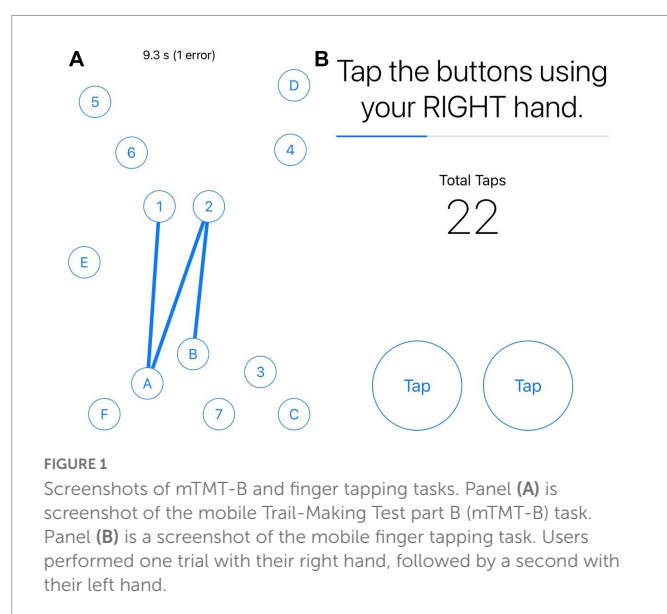 A
9.3 s (1 error)
5
D
6
4
1
2
E
B
A
3
F
7
C
B
Tap the buttons using
your RIGHT hand.
Total Taps
22
Tap
Tap
FIGURE 1
Screenshots of mTMT-B and finger tapping tasks. Panel (A) is
screenshot of the mobile Trail-Making Test part B (mTMT-B) task.
Panel (B) is a screenshot of the mobile finger tapping task. Users
performed one trial with their right hand, followed by a second with
their left hand.